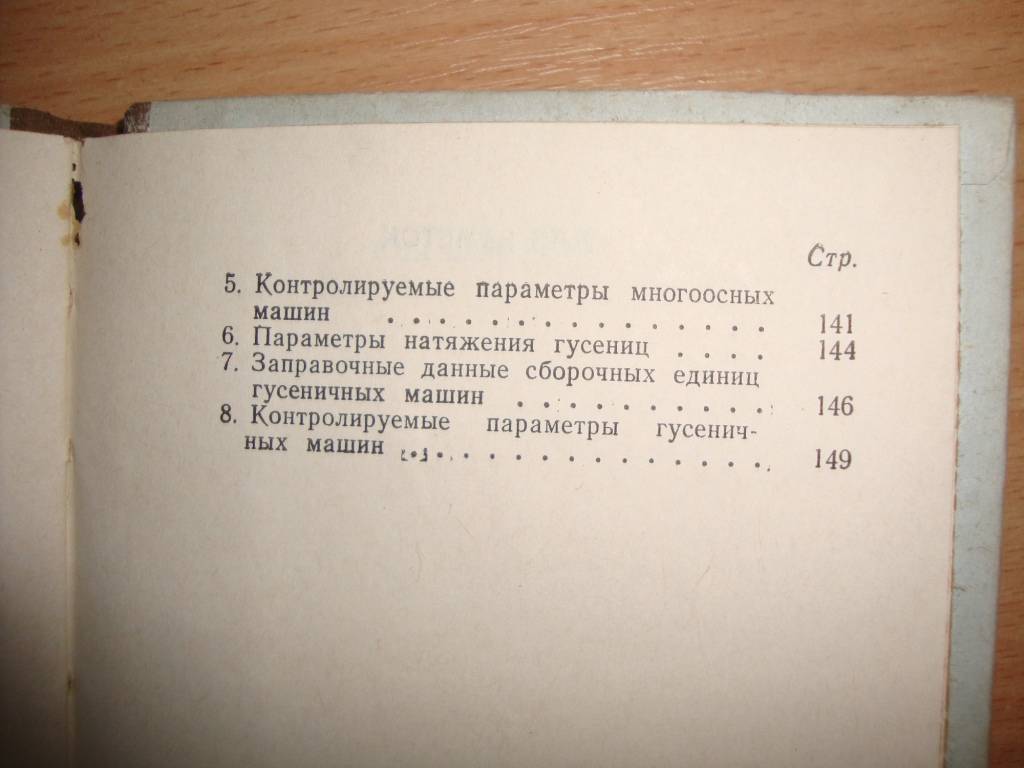 Стр.
5. Контролируемые параметры многоосных
машин . . . . . . . . . . . . . . . 141
6. Параметры натяжения гусениц . . . . 144
7. Заправочные данные сборочных единиц
гусеничных машин . . . . . . . . . . 146
8. Контролируемые параметры гусенич-
ных машин . . . . . . . . . . . . . . 149